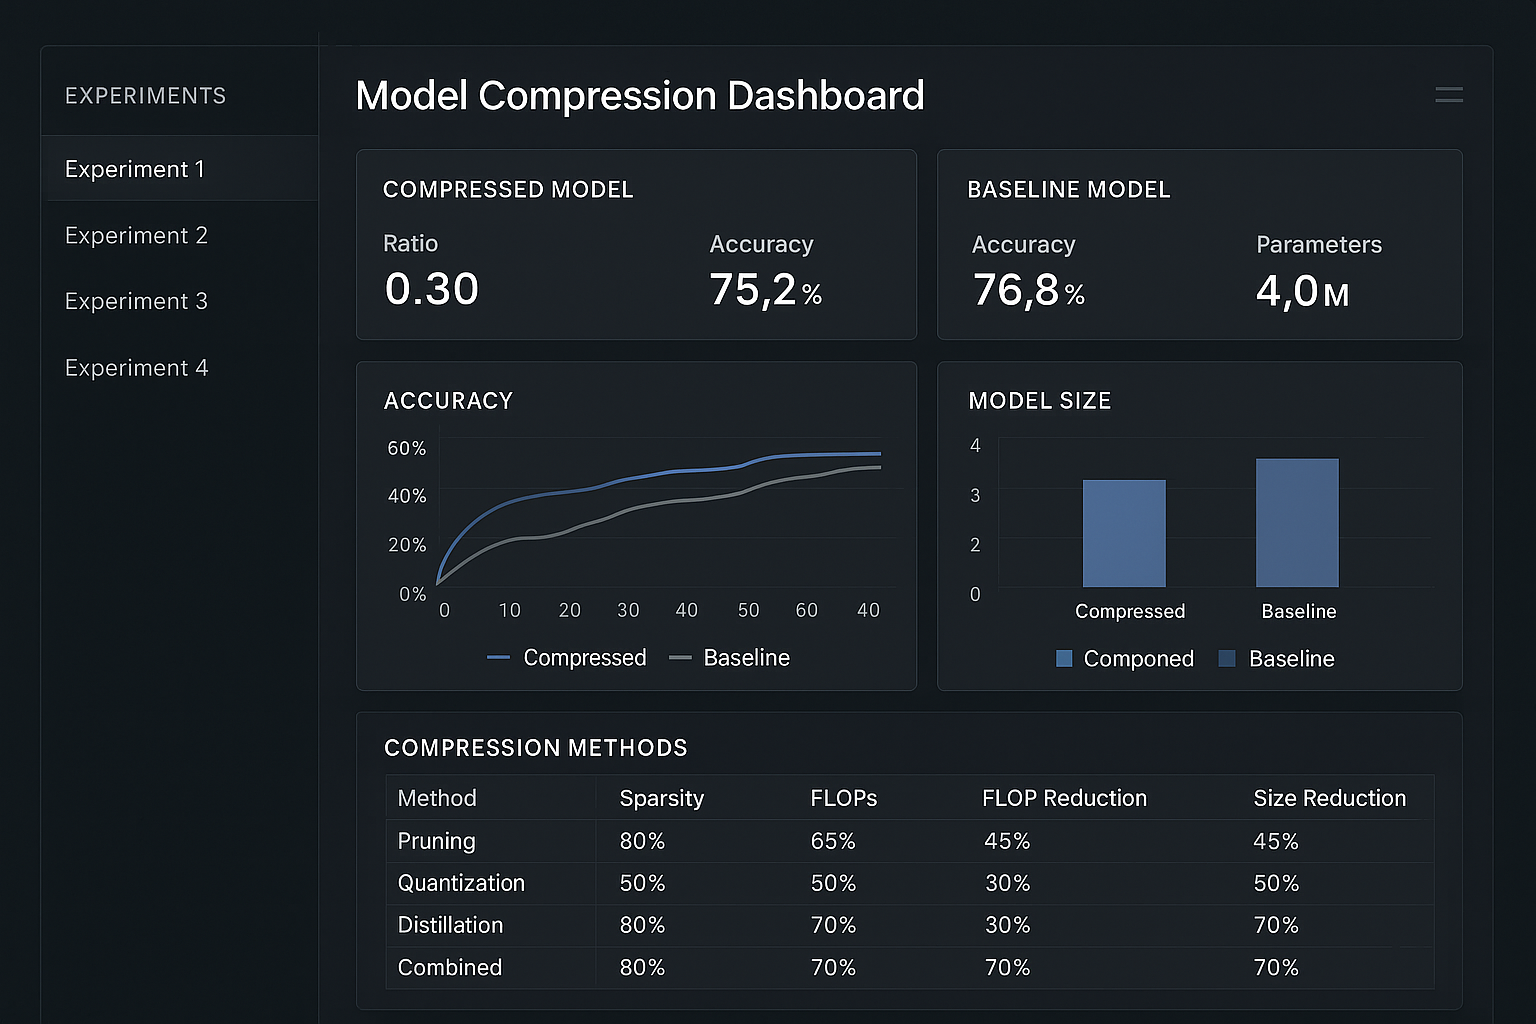 EXPERIMENTS
Experiment 1
Experiment 2
Experiment 3
Experiment 4
Model Compression Dashboard
COMPRESSED MODEL
Ratio Accuracy
0.30 75,2%
BASELINE MODEL
Accuracy Parameters
76,8% 4,0M
ACCURACY
60%
40%
20%
0%
0 10 20 30 40 50 60 40
Compressed Baseline
MODEL SIZE
4
3
2
0
Compressed Baseline
Componed Baseline
COMPRESSION METHODS
Method Sparsity FLOPs FLOP Reduction Size Reduction
Pruning 80% 65% 45% 45%
Quantization 50% 50% 30% 50%
Distillation 80% 70% 30% 70%
Combined 80% 70% 70% 70%